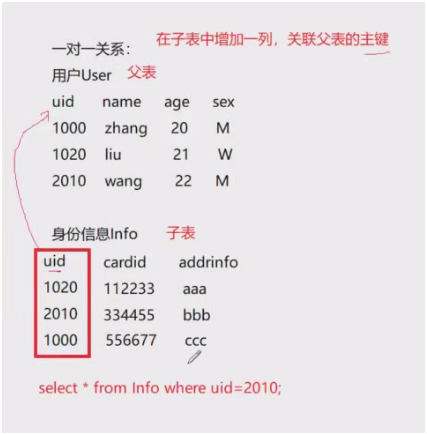 一对一关系： 在子表中增加一列，关联父表的主键
用户User 父表
uid name age sex
1000 zhang 20 M
1020 liu 21 W
2010 wang 22 M
身份信息Info 子表
uid cardid addrinfo
1020 112233 aaa
2010 334455 bbb
1000 556677 ccc
select * from Info where uid=2010;